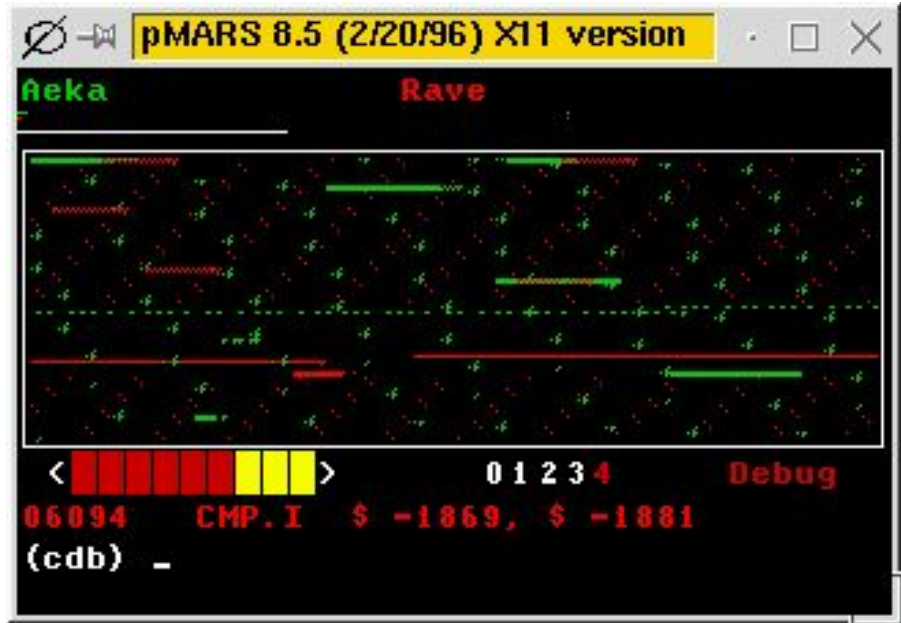 pMARS 8.5 (2/20/96) X11 version
Aeka Rave
< > 0 1 2 3 4 Debug
06094 CMP.I $ -1869, $ -1881
(cdb) _